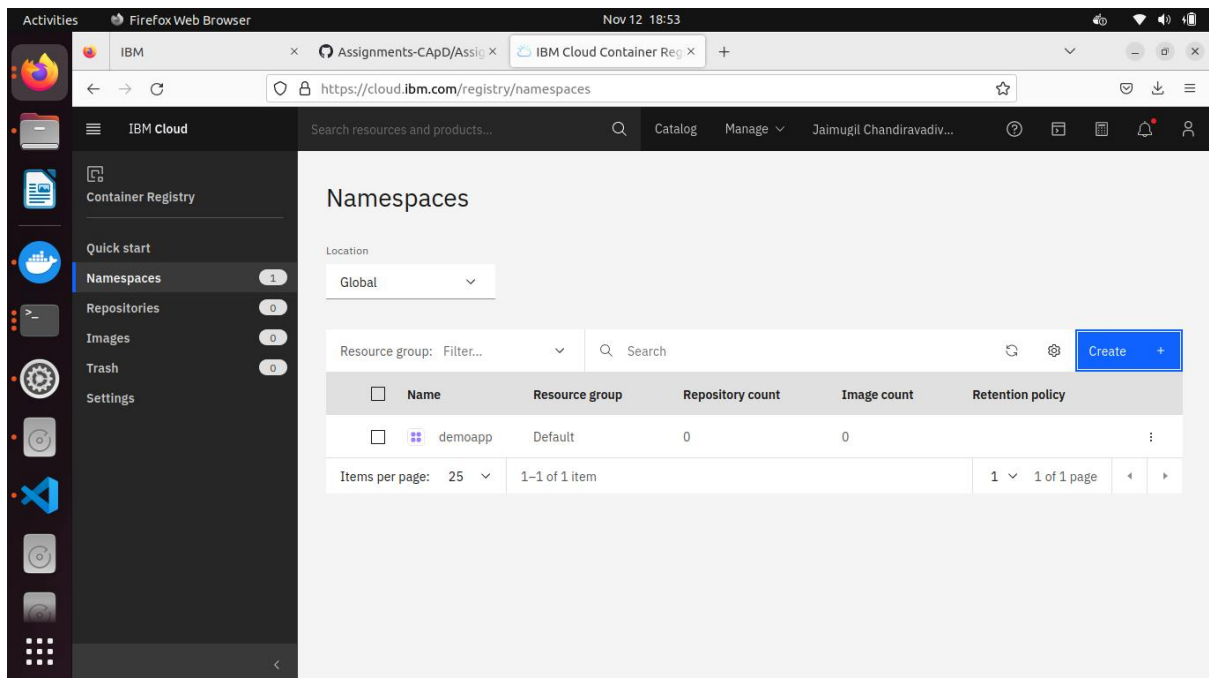 Activities Firefox Web Browser Nov 12 18:53
IBM Assignments-CApD/Assig IBM Cloud Container Reg
https://cloud.ibm.com/registry/namespaces
IBM Cloud Search resources and products... Catalog Manage Jaimugil Chandiravadiv...
Container Registry
Quick start
Namespaces 1
Repositories 0
Images 0
Trash 0
Settings
Namespaces
Location
Global
Resource group: Filter... Search Create +
Name Resource group Repository count Image count Retention policy
demoapp Default 0 0
Items per page: 25 1–1 of 1 item 1 1 of 1 page